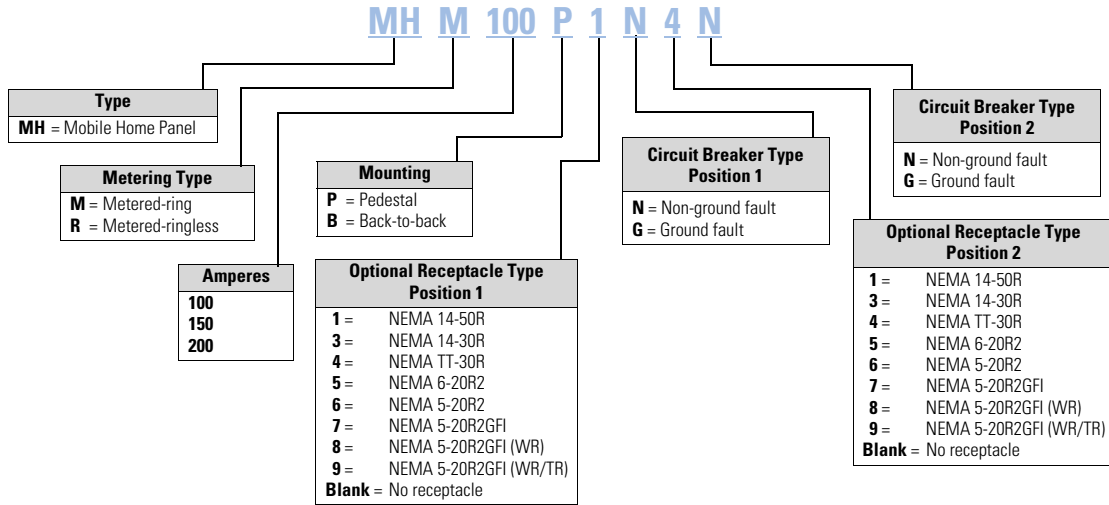 MH M 100 P 1 N 4 N
Type
MH = Mobile Home Panel
Metering Type
M = Metered-ring
R = Metered-ringless
Amperes
100
150
200
Mounting
P = Pedestal
B = Back-to-back
Optional Receptacle Type
Position 1
1 = NEMA 14-50R
3 = NEMA 14-30R
4 = NEMA TT-30R
5 = NEMA 6-20R2
6 = NEMA 5-20R2
7 = NEMA 5-20R2GFI
8 = NEMA 5-20R2GFI (WR)
9 = NEMA 5-20R2GFI (WR/TR)
Blank = No receptacle
Circuit Breaker Type
Position 1
N = Non-ground fault
G = Ground fault
Optional Receptacle Type
Position 2
1 = NEMA 14-50R
3 = NEMA 14-30R
4 = NEMA TT-30R
5 = NEMA 6-20R2
6 = NEMA 5-20R2
7 = NEMA 5-20R2GFI
8 = NEMA 5-20R2GFI (WR)
9 = NEMA 5-20R2GFI (WR/TR)
Blank = No receptacle
Circuit Breaker Type
Position 2
N = Non-ground fault
G = Ground fault